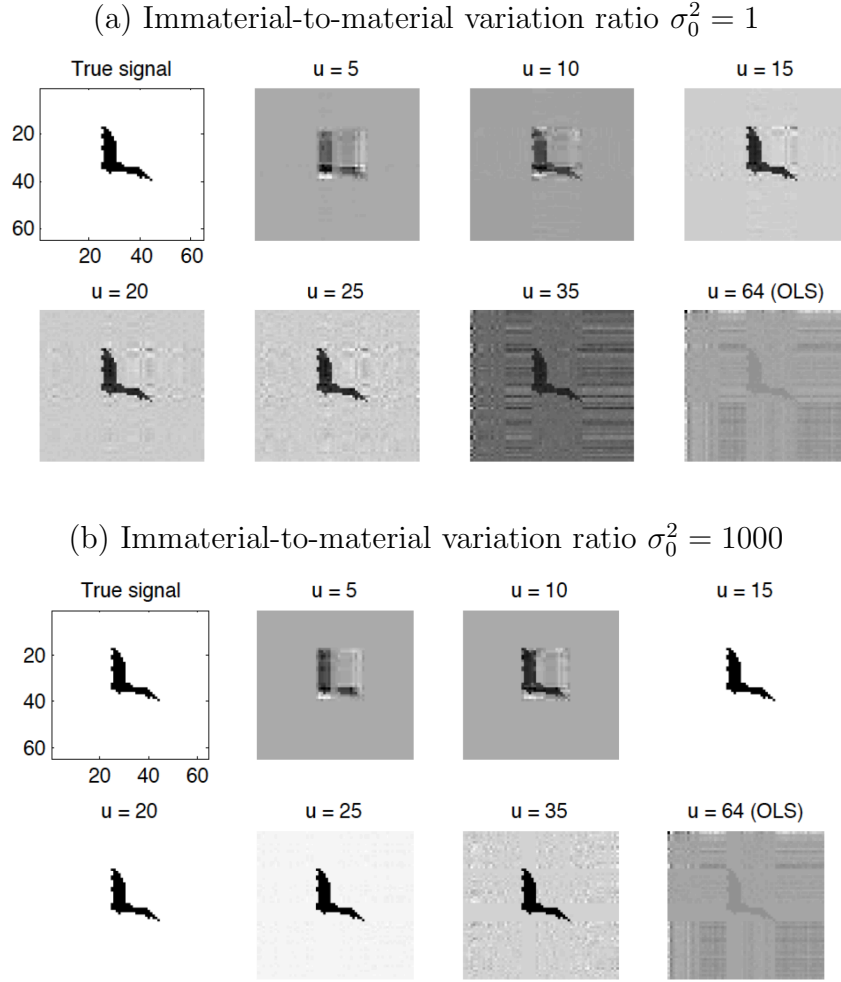 (a) Immaterial-to-material variation ratio σ₀² = 1
True signal
u = 5
u = 10
u = 15
20
40
60
20 40 60
u = 20
u = 25
u = 35
u = 64 (OLS)
(b) Immaterial-to-material variation ratio σ₀² = 1000
True signal
u = 5
u = 10
u = 15
20
40
60
20 40 60
u = 20
u = 25
u = 35
u = 64 (OLS)